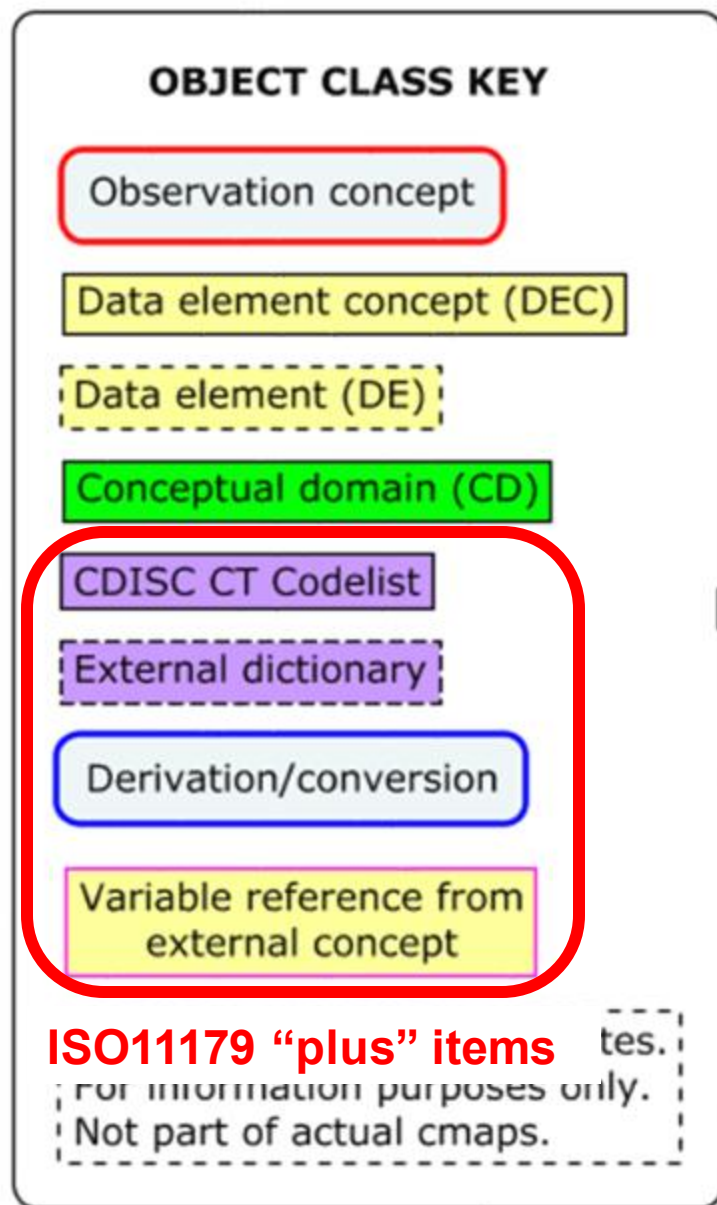 OBJECT CLASS KEY
Observation concept
Data element concept (DEC)
Data element (DE)
Conceptual domain (CD)
CDISC CT Codelist
External dictionary
Derivation/conversion
Variable reference from
external concept
ISO11179 “plus” items
tes.
For information purposes only.
Not part of actual cmaps.